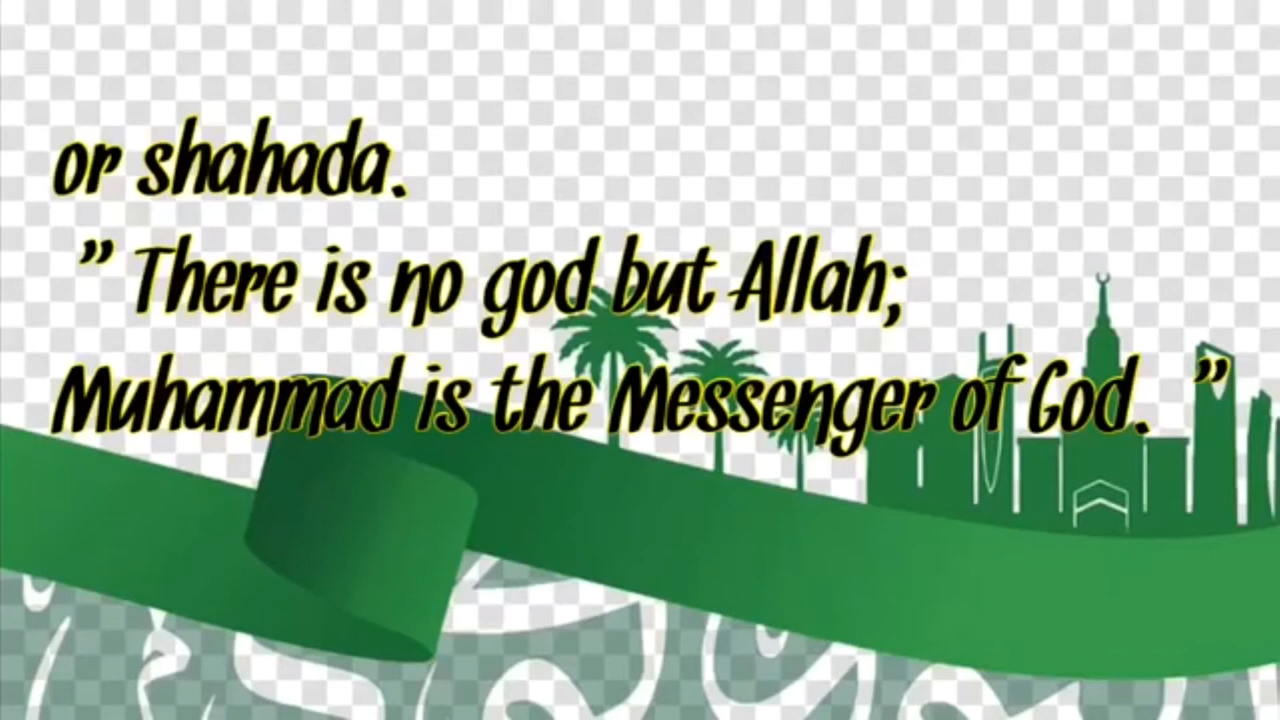 or shahada.
” There is no god but Allah;
Muhammad is the Messenger of God. ”